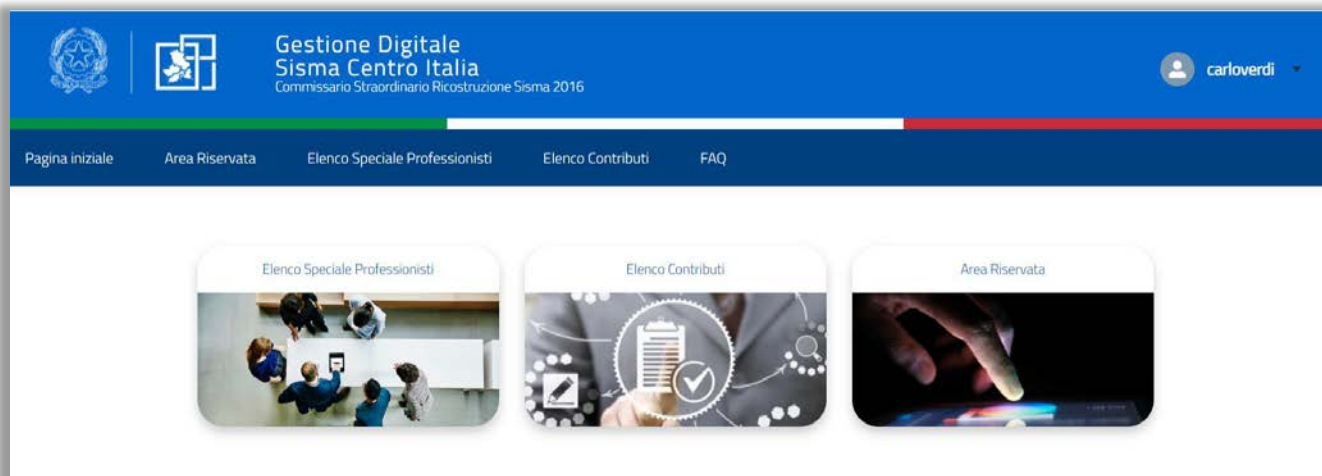 Gestione Digitale
Sisma Centro Italia
Commissario Straordinario Ricostruzione Sisma 2016
carloverdi
Pagina iniziale Area Riservata Elenco Speciale Professionisti Elenco Contributi FAQ
Elenco Speciale Professionisti Elenco Contributi Area Riservata